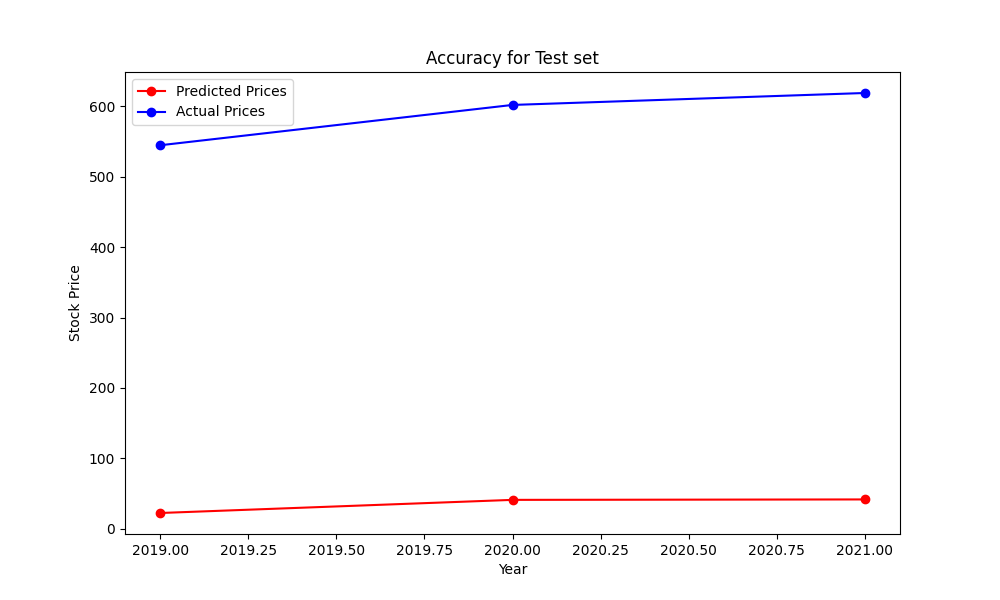 Accuracy for Test set
Predicted Prices
Actual Prices
600
500
400
300
200
100
0
Stock Price
2019.00 2019.25 2019.50 2019.75 2020.00 2020.25 2020.50 2020.75 2021.00
Year